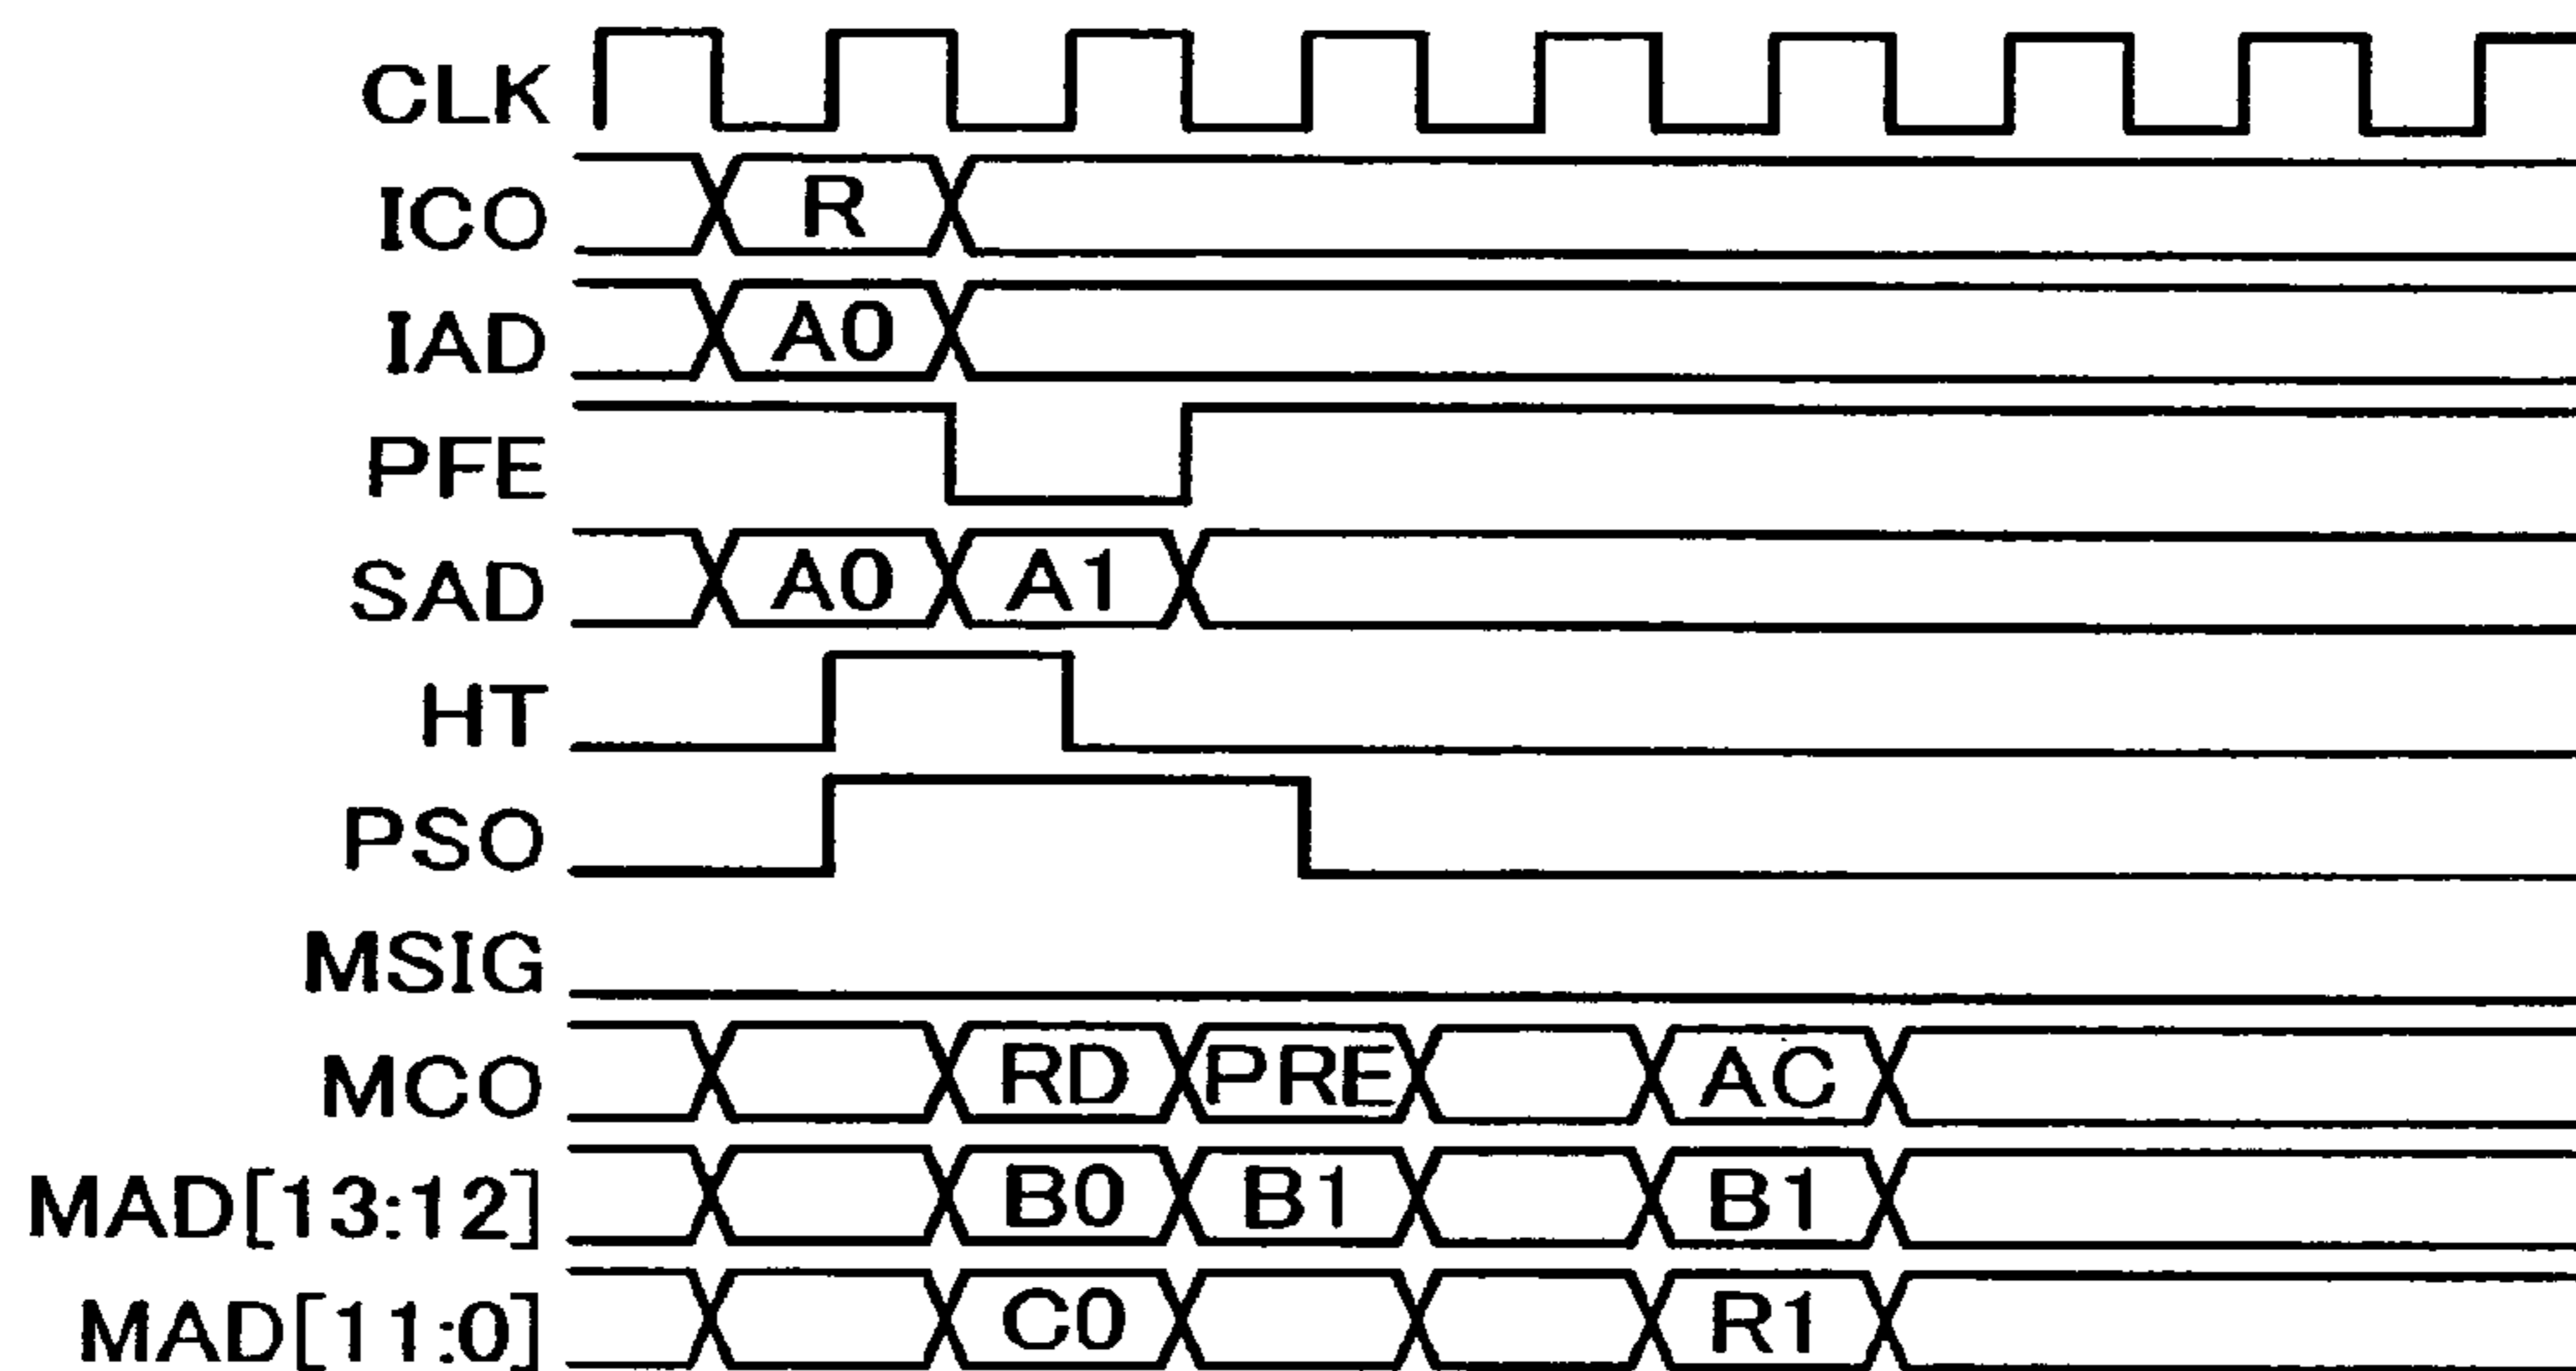 CLK
ICO R
IAD A0
PFE
SAD A0 A1
HT
PSO
MSIG
MCO RD PRE AC
MAD[13:12] B0 B1 B1
MAD[11:0] C0 R1